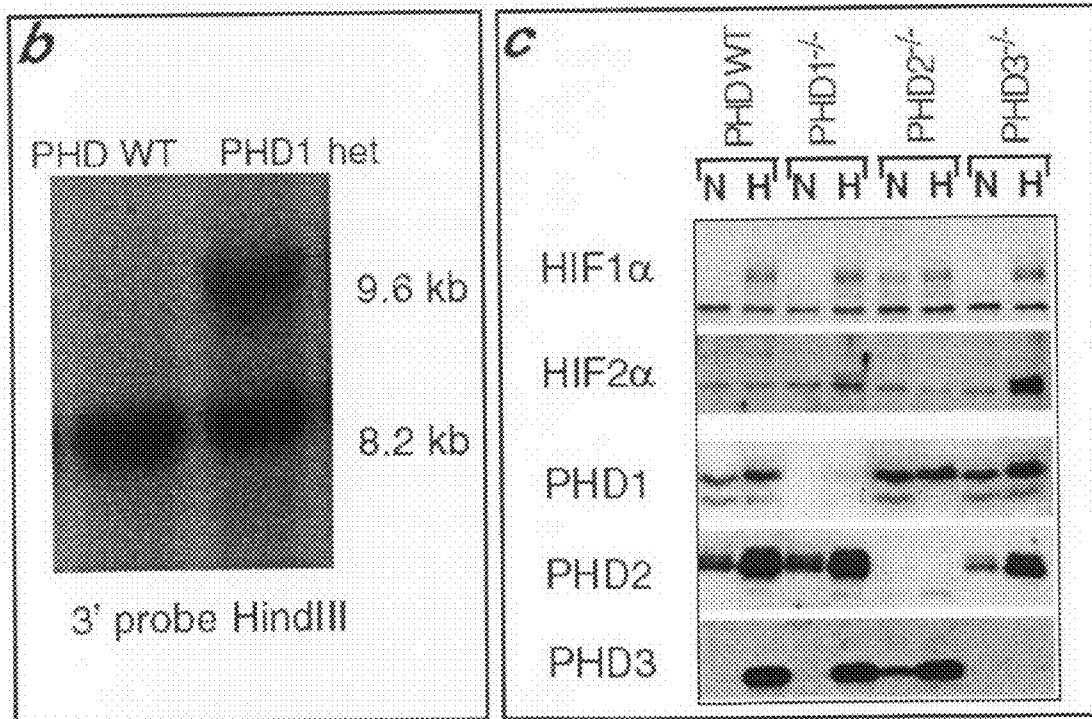 b
PHD WT PHD1 het
9.6 kb
8.2 kb
3' probe HindIII
c
PHD WT PHD1-/- PHD2-/- PHD3-/-
N H N H N H N H
HIF1α
HIF2α
PHD1
PHD2
PHD3